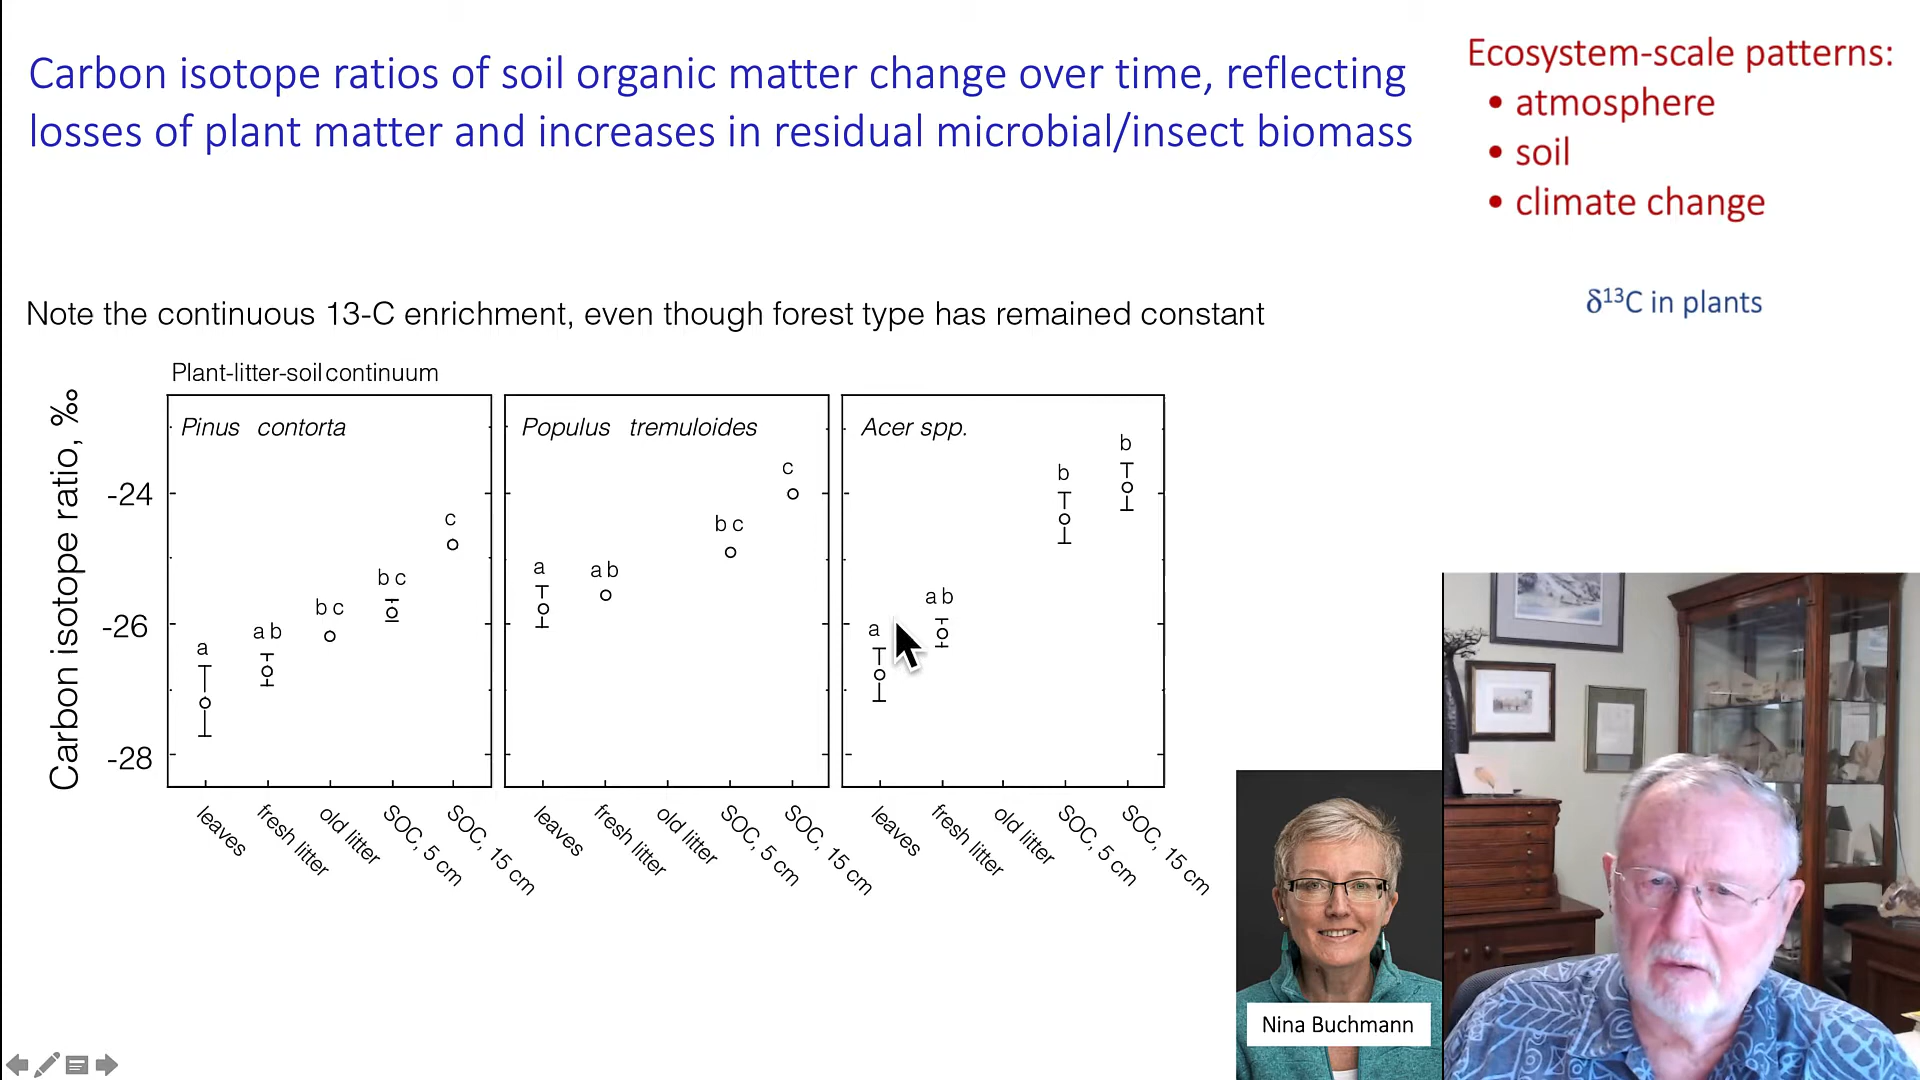 Carbon isotope ratios of soil organic matter change over time, reflecting
losses of plant matter and increases in residual microbial/insect biomass
Ecosystem-scale patterns:
• atmosphere
• soil
• climate change
δ¹³C in plants
Note the continuous 13-C enrichment, even though forest type has remained constant
Plant-litter-soil continuum
Carbon isotope ratio, ‰
-24
-26
-28
Pinus contorta
a
a b
b c
b c
c
leaves
fresh litter
old litter
SOC, 5 cm
SOC, 15 cm
Populus tremuloides
a
a b
b c
c
leaves
fresh litter
old litter
SOC, 5 cm
SOC, 15 cm
Acer spp.
a
a b
b
b
leaves
fresh litter
old litter
SOC, 5 cm
SOC, 15 cm
Nina Buchmann